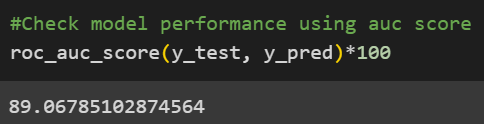 #Check model performance using auc score
roc_auc_score(y_test, y_pred)*100
89.06785102874564